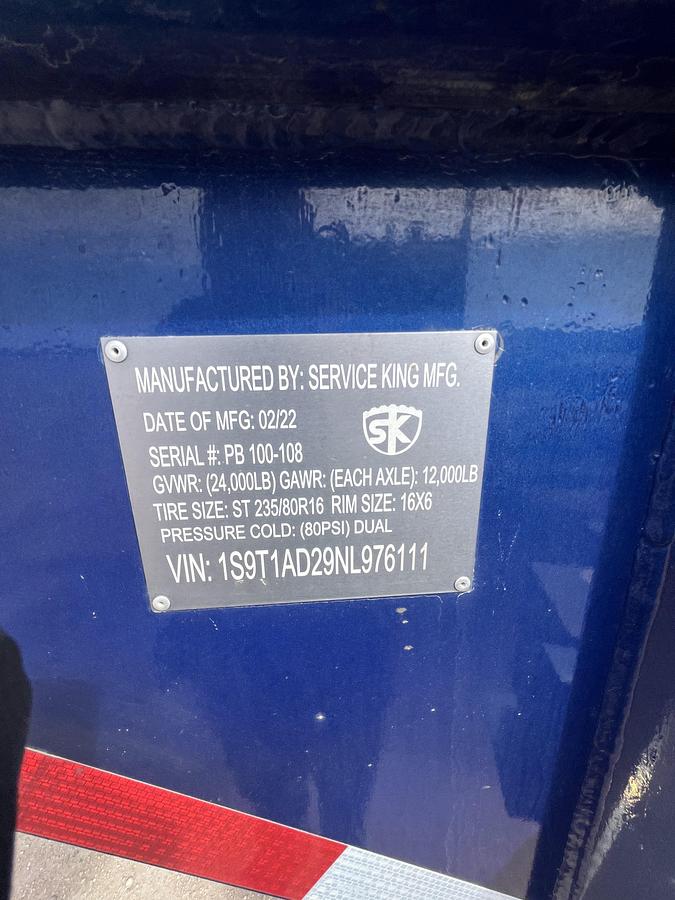 MANUFACTURED BY: SERVICE KING MFG.
DATE OF MFG: 02/22
SK
SERIAL #: PB 100-108
GVWR: (24,000LB) GAWR: (EACH AXLE): 12,000LB
TIRE SIZE: ST 235/80R16 RIM SIZE: 16X6
PRESSURE COLD: (80PSI) DUAL
VIN: 1S9T1AD29NL976111